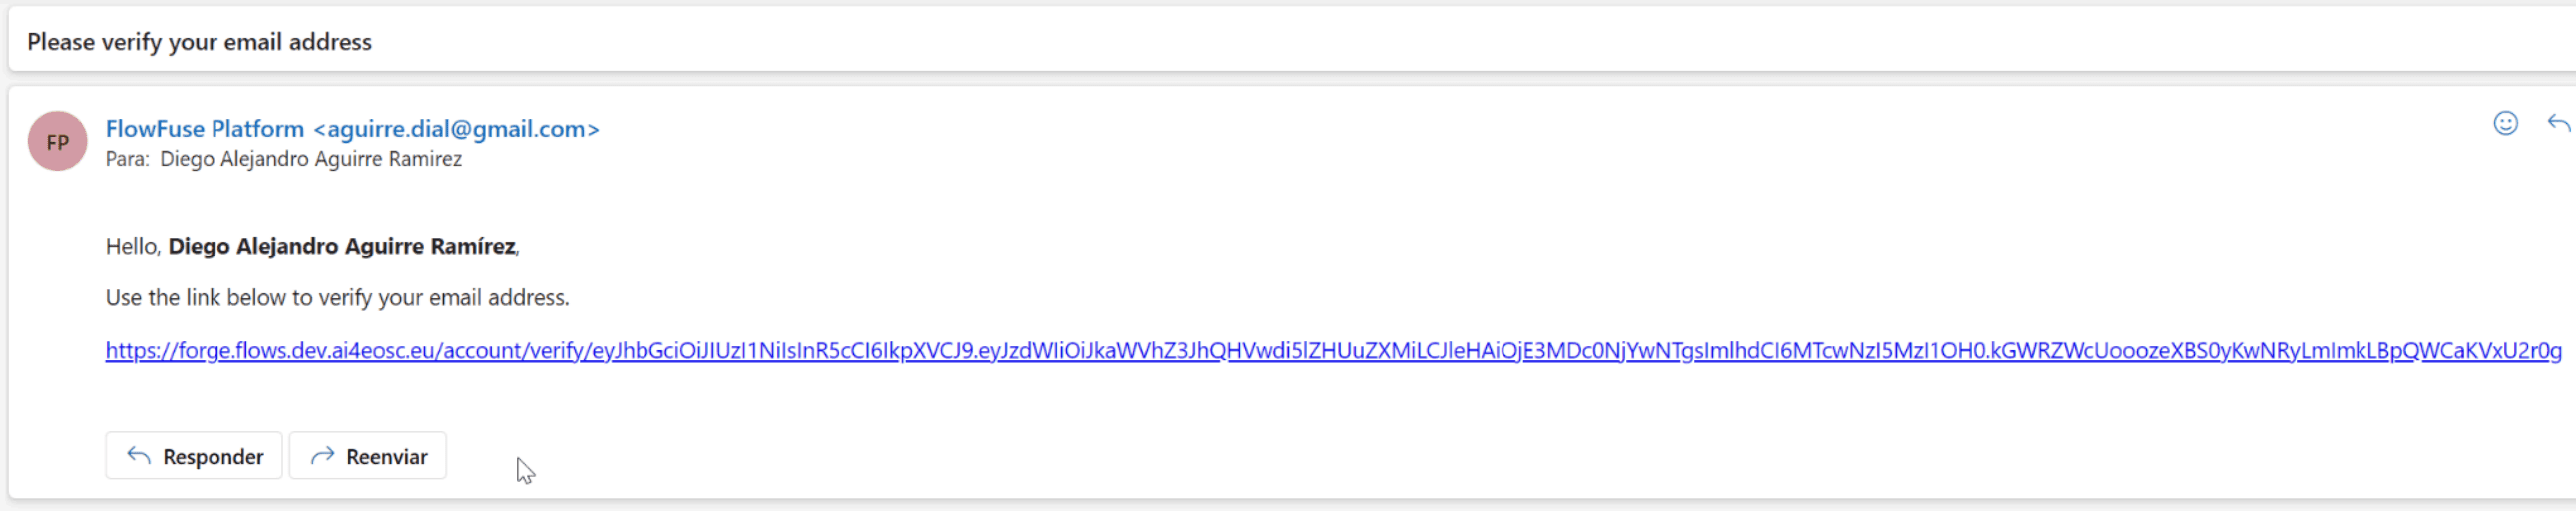 Please verify your email address
FP
FlowFuse Platform <aguirre.dial@gmail.com>
Para: Diego Alejandro Aguirre Ramirez
Hello, Diego Alejandro Aguirre Ramírez,
Use the link below to verify your email address.
https://forge.flows.dev.ai4eosc.eu/account/verify/eyJhbGciOiJIUzI1NiIsInR5cCI6IkpXVCJ9.eyJzdWIiOiJkaWVhZ3JhQHVwdi5lZHUuZXMiLCJleHAiOjE3MDc0NjYwNTgsImlhdCI6MTcwNzI5MzI1OH0.kGWRZWcUooozeXBS0yKwNRyLmImkLBpQWCaKVxU2r0g
Responder
Reenviar